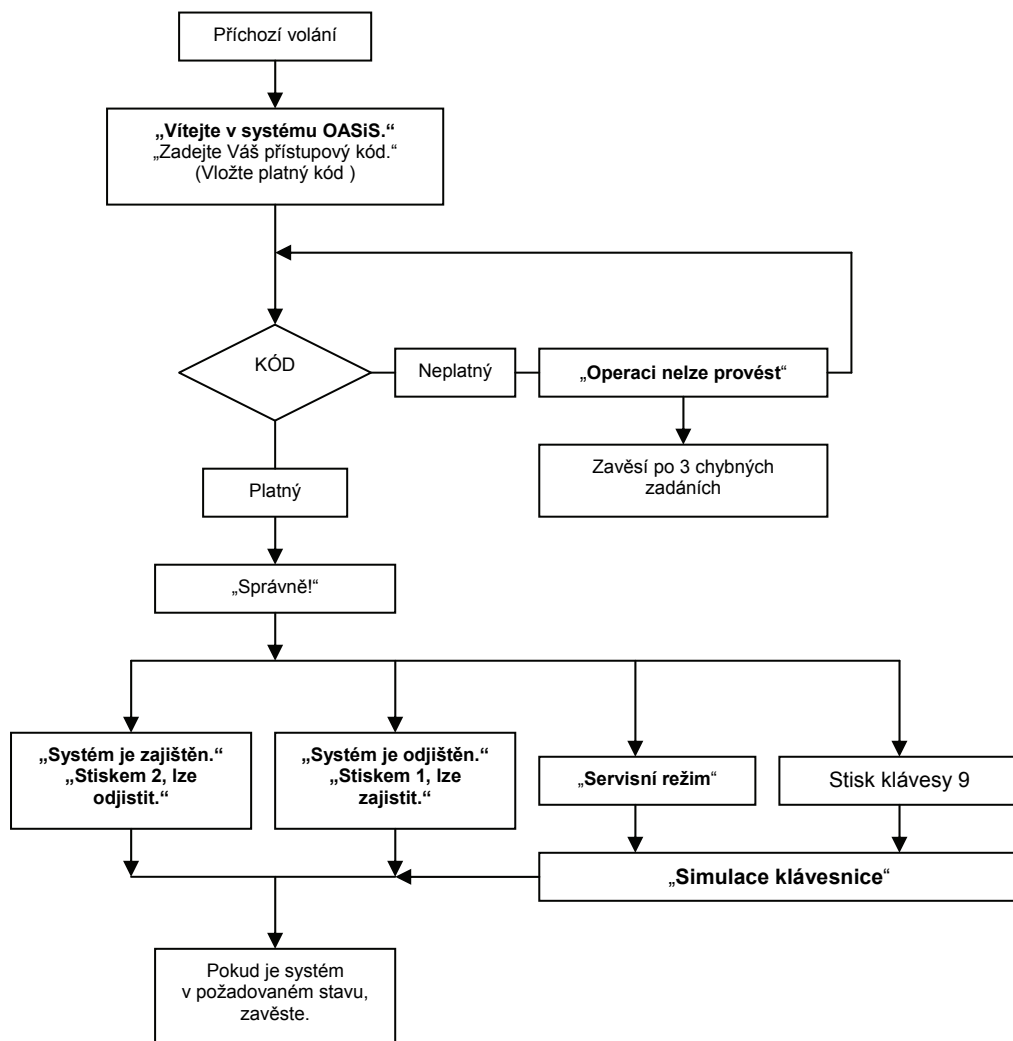 Příchozí volání
„Vítejte v systému OASiS.“
„Zadejte Váš přístupový kód.“
(Vložte platný kód )
KÓD
Neplatný
„Operaci nelze provést“
Zavěsí po 3 chybných
zadáních
Platný
„Správně!“
„Systém je zajištěn.“
„Stiskem 2, lze
odjistit.“
„Systém je odjištěn.“
„Stiskem 1, lze
zajistit.“
„Servisní režim“
Stisk klávesy 9
„Simulace klávesnice“
Pokud je systém
v požadovaném stavu,
zavěste.